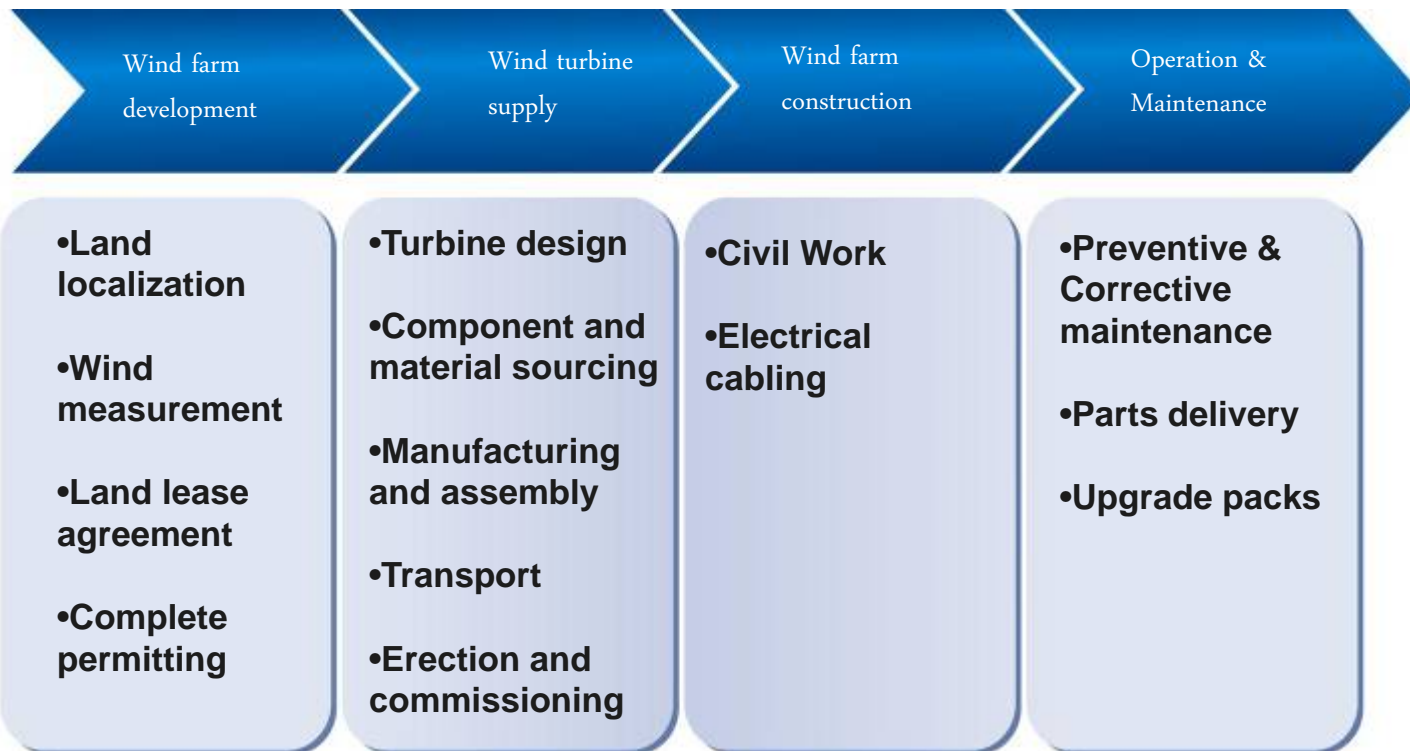 Wind farm
development
Wind turbine
supply
Wind farm
construction
Operation &
Maintenance
•Land
localization
•Wind
measurement
•Land lease
agreement
•Complete
permitting
•Turbine design
•Component and
material sourcing
•Manufacturing
and assembly
•Transport
•Erection and
commissioning
•Civil Work
•Electrical
cabling
•Preventive &
Corrective
maintenance
•Parts delivery
•Upgrade packs